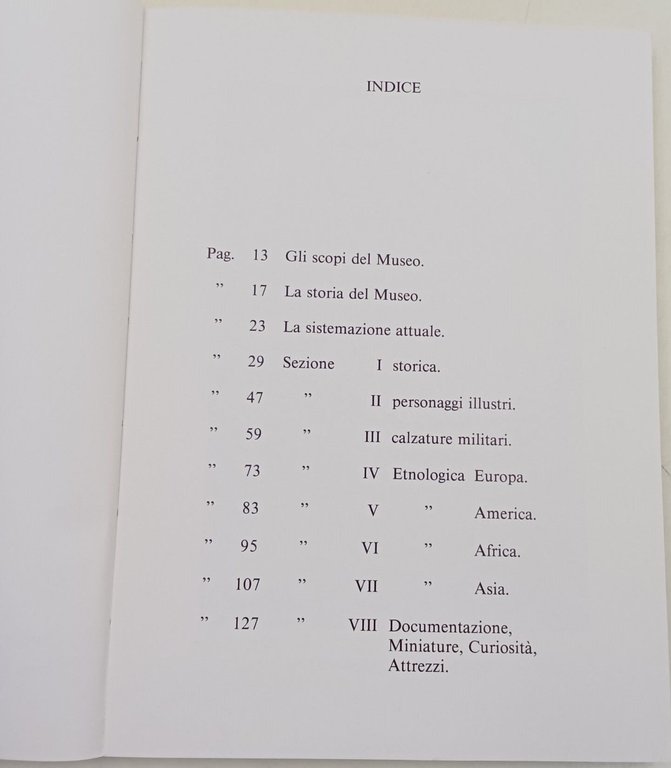 INDICE
Pag. 13 Gli scopi del Museo.
” 17 La storia del Museo.
” 23 La sistemazione attuale.
” 29 Sezione I storica.
” 47 ” II personaggi illustri.
” 59 ” III calzature militari.
” 73 ” IV Etnologica Europa.
” 83 ” V ” America.
” 95 ” VI ” Africa.
” 107 ” VII ” Asia.
” 127 ” VIII Documentazione,
Miniature, Curiosità,
Attrezzi.